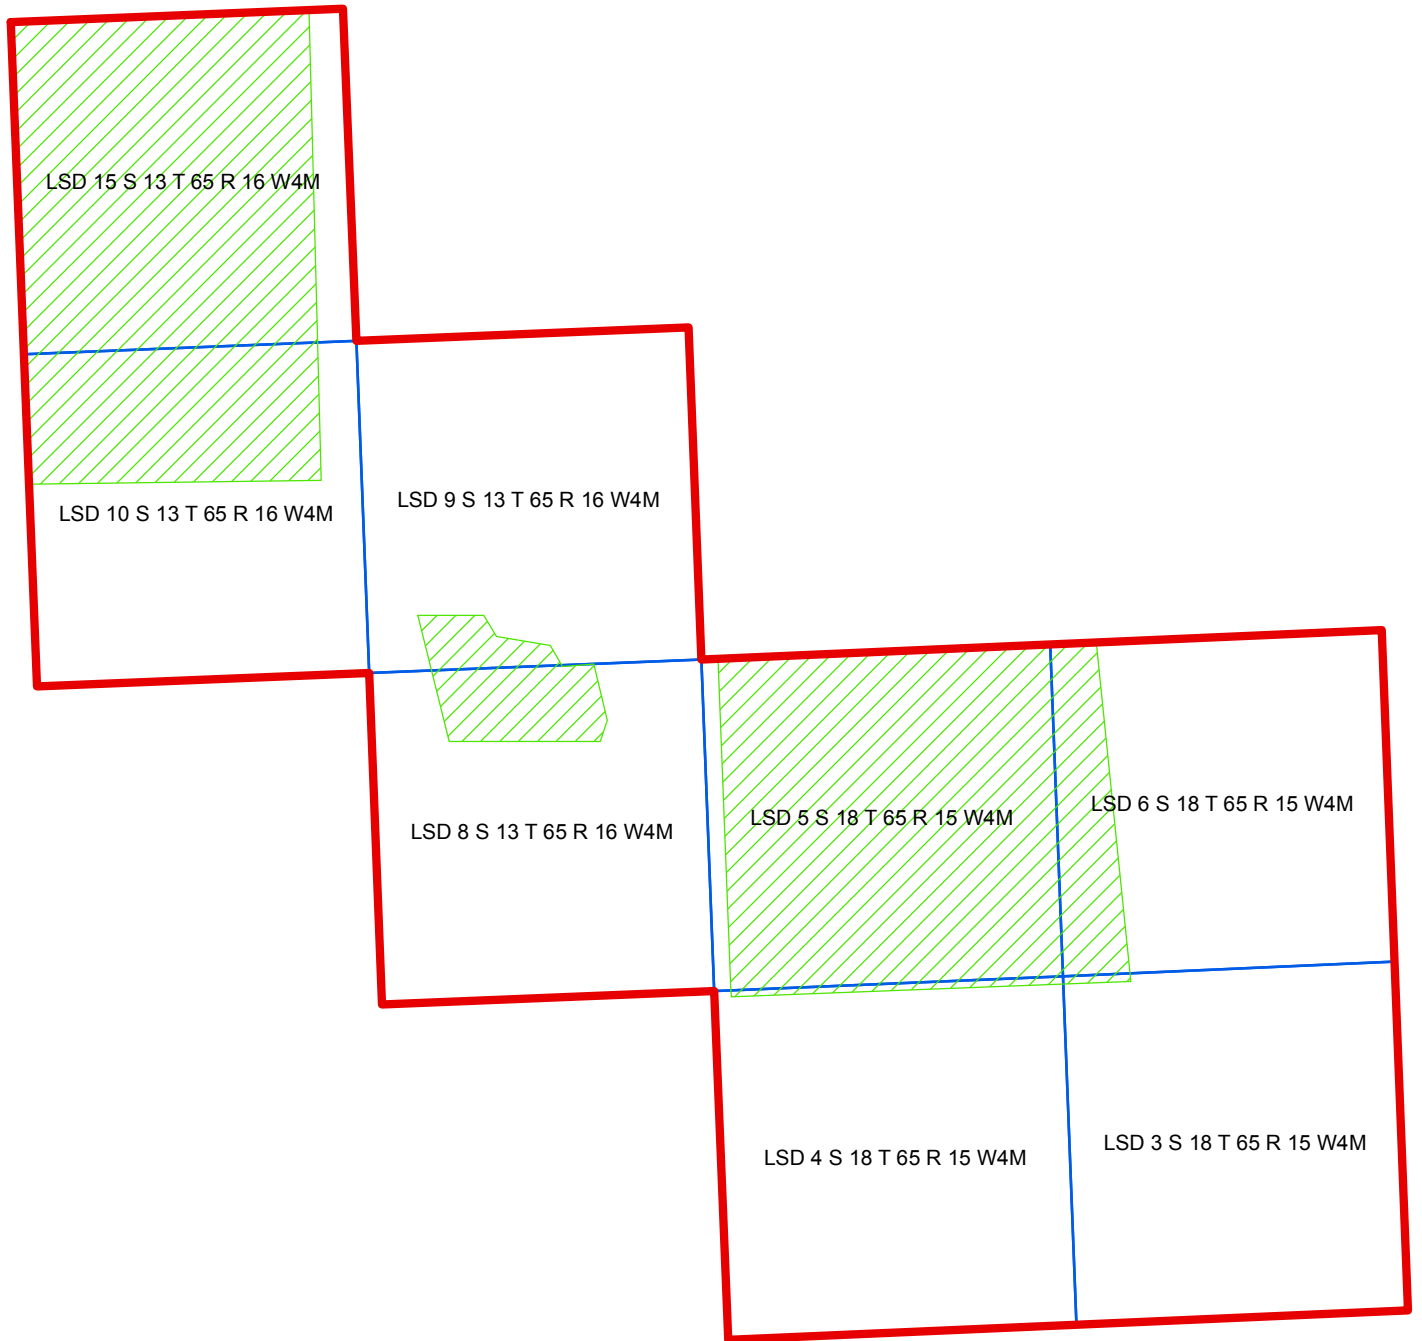 LSD 15 S 13 T 65 R 16 W4M
LSD 9 S 13 T 65 R 16 W4M
LSD 10 S 13 T 65 R 16 W4M
LSD 6 S 18 T 65 R 15 W4M
LSD 5 S 18 T 65 R 15 W4M
LSD 8 S 13 T 65 R 16 W4M
LSD 3 S 18 T 65 R 15 W4M
LSD 4 S 18 T 65 R 15 W4M